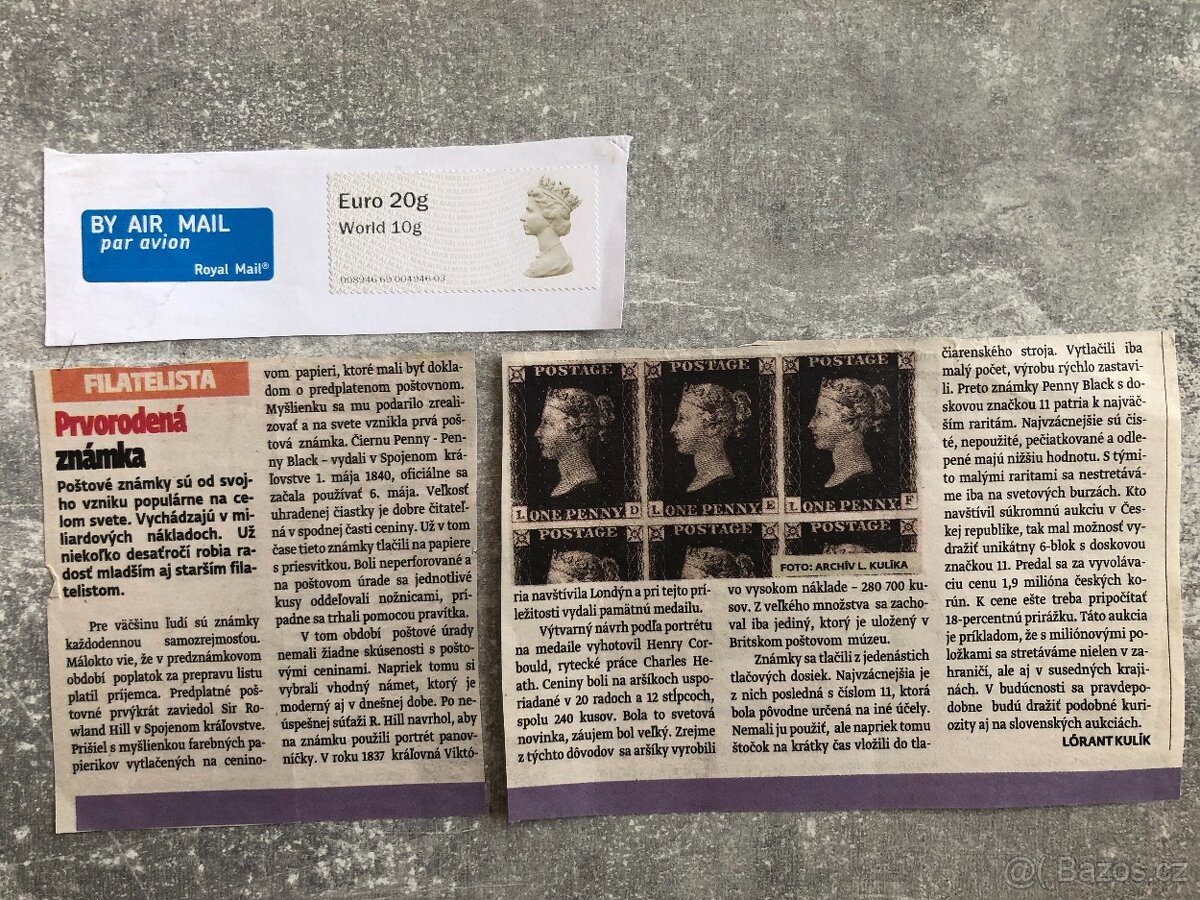 BY AIR MAIL
par avion
Royal Mail®
Euro 20g
World 10g
008946 69 004946 03
FILATELISTA
Prvorodená
známka
Poštové známky sú od svoj-
ho vzniku populárne na ce-
lom svete. Vychádzajú v mi-
liardových nákladoch. Už
niekoľko desaťročí robia ra-
dosť mladším aj starším fila-
telistom.
Pre väčšinu ľudí sú známky
každodennou samozrejmosťou.
Málokto vie, že v predznámkovom
období poplatok za prepravu listu
platil príjemca. Predplatné poš-
tovné prvýkrát zaviedol Sir Ro-
wland Hill v Spojenom kráľovstve.
Prišiel s myšlienkou farebných pa-
pierikov vytlačených na cenino-
vom papieri, ktoré mali byť dokla-
dom o predplatenom poštovnom.
Myšlienku sa mu podarilo zreali-
zovať a na svete vznikla prvá poš-
tová známka. Čiernu Penny - Pen-
ny Black – vydali v Spojenom krá-
ľovstve 1. mája 1840, oficiálne sa
začala používať 6. mája. Veľkosť
uhradenej čiastky je dobre čitateľ-
ná v spodnej časti ceniny. Už v tom
čase tieto známky tlačili na papiere
s priesvitkou. Boli neperforované a
na poštovom úrade sa jednotlivé
kusy oddeľovali nožnicami, prí-
padne sa trhali pomocou pravítka.
V tom období poštové úrady
nemali žiadne skúsenosti s pošto-
vými ceninami. Napriek tomu si
vybrali vhodný námet, ktorý je
moderný aj v dnešnej dobe. Po ne-
úspešnej súťaži R. Hill navrhol, aby
na známku použili portrét panov-
níčky. V roku 1837 kráľovná Viktó-
POSTAGE
POSTAGE
POSTAGE
L ONE PENNY D
L ONE PENNY E
L ONE PENNY F
POSTAGE
POSTAGE
POSTAGE
FOTO: ARCHÍV L. KULÍKA
ria navštívila Londýn a pri tejto prí-
ležitosti vydali pamätnú medailu.
Výtvarný návrh podľa portrétu
na medaile vyhotovil Henry Cor-
bould, rytecké práce Charles He-
ath. Ceniny boli na aršíkoch uspo-
riadané v 20 radoch a 12 stĺpcoch,
spolu 240 kusov. Bola to svetová
novinka, záujem bol veľký. Zrejme
z týchto dôvodov sa aršíky vyrobili
vo vysokom náklade – 280 700 ku-
sov. Z veľkého množstva sa zacho-
val iba jediný, ktorý je uložený v
Britskom poštovom múzeu.
Známky sa tlačili z jedenástich
tlačových dosiek. Najvzácnejšia je
z nich posledná s číslom 11, ktorá
bola pôvodne určená na iné účely.
Nemali ju použiť, ale napriek tomu
štočok na krátky čas vložili do tla-
čiarenského stroja. Vytlačili iba
malý počet, výrobu rýchlo zastavi-
li. Preto známky Penny Black s do-
skovou značkou 11 patria k najväč-
ším raritám. Najvzácnejšie sú čis-
té, nepoužité, pečiatkované a odle-
pené majú nižšiu hodnotu. S tými-
to malými raritami sa nestretáva-
me iba na svetových burzách. Kto
navštívil súkromnú aukciu v Čes-
kej republike, tak mal možnosť vy-
dražiť unikátny 6-blok s doskovou
značkou 11. Predal sa za vyvoláva-
ciu cenu 1,9 milióna českých ko-
rún. K cene ešte treba pripočítať
18-percentnú prirážku. Táto aukcia
je príkladom, že s miliónovými po-
ložkami sa stretávame nielen v za-
hraničí, ale aj v susedných kraji-
nách. V budúcnosti sa pravdepo-
dobne budú dražiť podobné kuri-
ozity aj na slovenských aukciách.
LÓRANT KULÍK
Bazos.cz